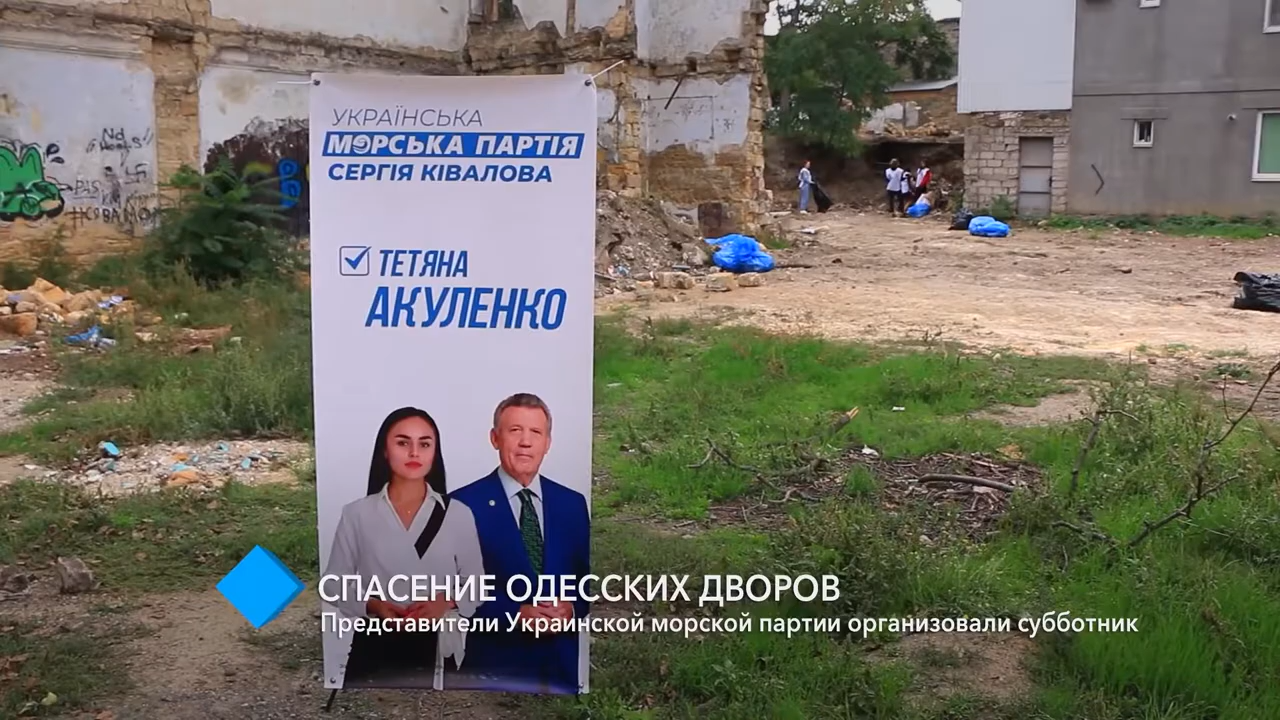 УКРАЇНСЬКА
МОРСЬКА ПАРТІЯ
СЕРГІЯ КІВАЛОВА
ТЕТЯНА
АКУЛЕНКО
СПАСЕНИЕ ОДЕССКИХ ДВОРОВ
Представители Украинской морской партии организовали субботник